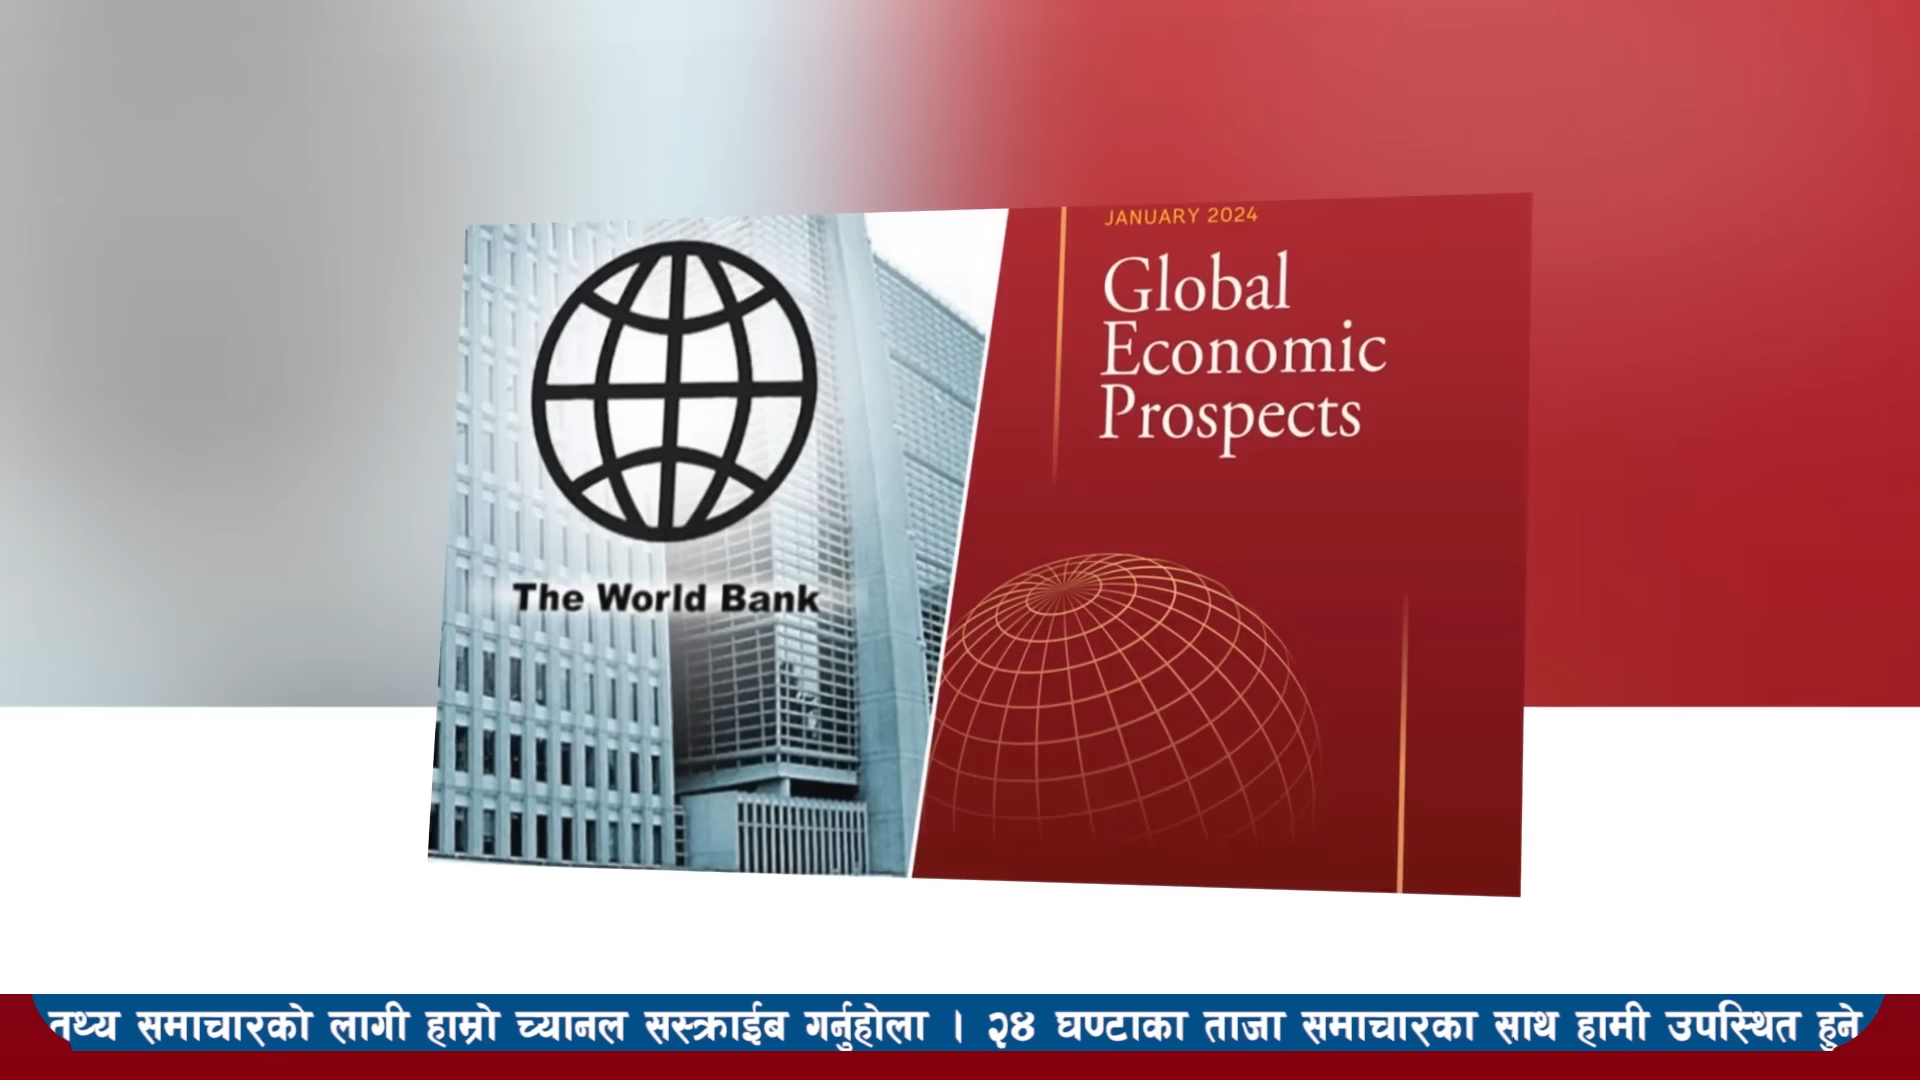 JANUARY 2024
Global
Economic
Prospects
The World Bank
तथ्य समाचारको लागी हाम्रो च्यानल सस्क्राईब गर्नुहोला । २४ घण्टाका ताजा समाचारका साथ हामी उपस्थित हुने